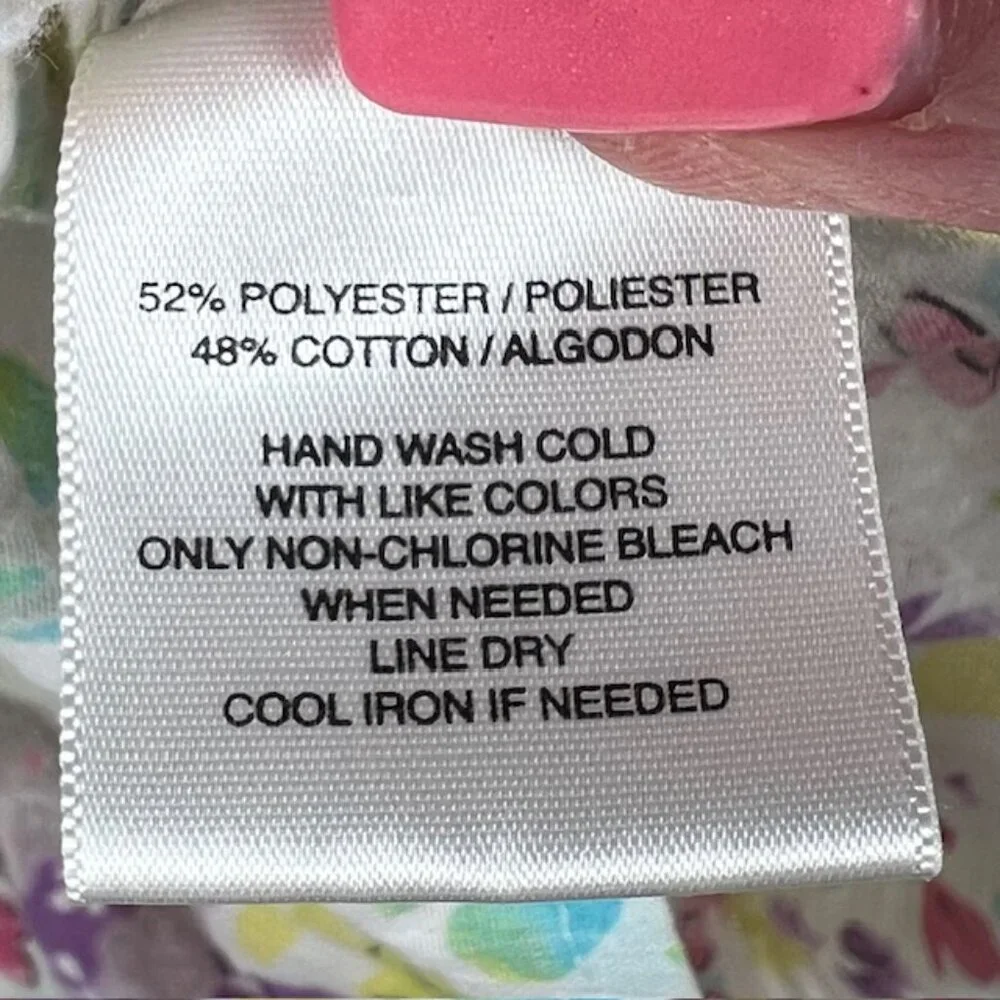 52% POLYESTER / POLIESTER
48% COTTON / ALGODON
HAND WASH COLD
WITH LIKE COLORS
ONLY NON-CHLORINE BLEACH
WHEN NEEDED
LINE DRY
COOL IRON IF NEEDED